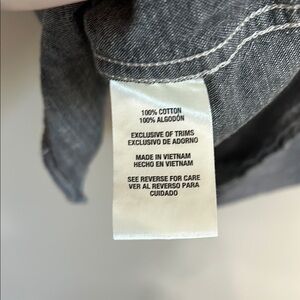 100% COTTON
100% ALGODÓN
EXCLUSIVE OF TRIMS
EXCLUSIVO DE ADORNO
MADE IN VIETNAM
HECHO EN VIETNAM
SEE REVERSE FOR CARE
VER AL REVERSO PARA
CUIDADO